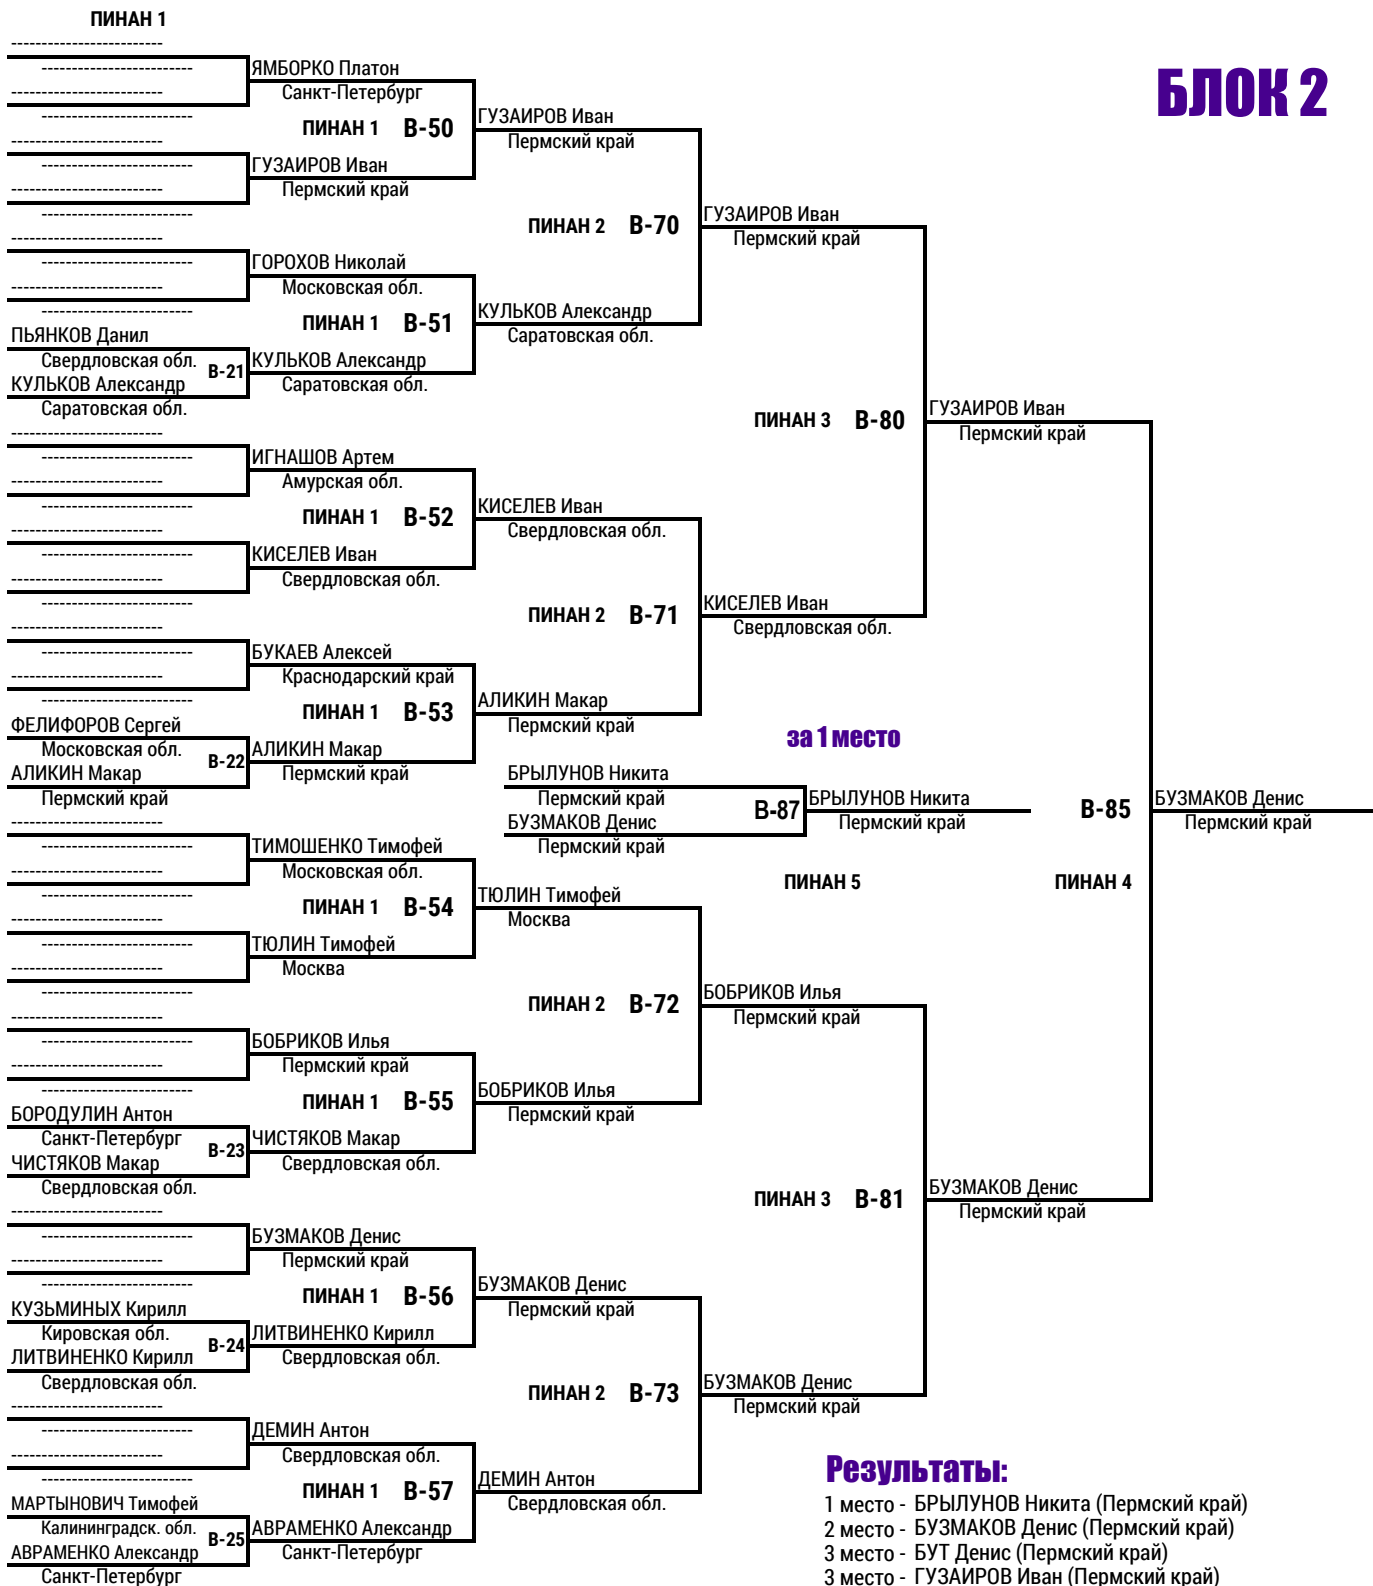 ПИНАН 1
БЛОК 2
-------------------------
-------------------------
ЯМБОРКО Платон
-------------------------
Санкт-Петербург
-------------------------
ПИНАН 1 B-50
ГУЗАИРОВ Иван
Пермский край
-------------------------
-------------------------
ГУЗАИРОВ Иван
-------------------------
Пермский край
-------------------------
ПИНАН 2 B-70
ГУЗАИРОВ Иван
Пермский край
-------------------------
-------------------------
ГОРОХОВ Николай
-------------------------
Московская обл.
-------------------------
ПИНАН 1 B-51
КУЛЬКОВ Александр
Саратовская обл.
ПЬЯНКОВ Данил
Свердловская обл.
B-21
КУЛЬКОВ Александр
КУЛЬКОВ Александр
Саратовская обл.
Саратовская обл.
ПИНАН 3 B-80
ГУЗАИРОВ Иван
Пермский край
-------------------------
-------------------------
ИГНАШОВ Артем
-------------------------
Амурская обл.
-------------------------
ПИНАН 1 B-52
КИСЕЛЕВ Иван
Свердловская обл.
-------------------------
-------------------------
КИСЕЛЕВ Иван
-------------------------
Свердловская обл.
-------------------------
ПИНАН 2 B-71
КИСЕЛЕВ Иван
Свердловская обл.
-------------------------
-------------------------
БУКАЕВ Алексей
-------------------------
Краснодарский край
-------------------------
ПИНАН 1 B-53
АЛИКИН Макар
Пермский край
ФЕЛИФОРОВ Сергей
Московская обл.
B-22
АЛИКИН Макар
АЛИКИН Макар
Пермский край
Пермский край
за 1 место
БРЫЛУНОВ Никита
Пермский край
B-87
БУЗМАКОВ Денис
Пермский край
БРЫЛУНОВ Никита
Пермский край
ПИНАН 5
B-85
ПИНАН 4
БУЗМАКОВ Денис
Пермский край
-------------------------
-------------------------
ТИМОШЕНКО Тимофей
-------------------------
Московская обл.
-------------------------
ПИНАН 1 B-54
ТЮЛИН Тимофей
Москва
-------------------------
-------------------------
ТЮЛИН Тимофей
-------------------------
Москва
-------------------------
ПИНАН 2 B-72
БОБРИКОВ Илья
Пермский край
-------------------------
-------------------------
БОБРИКОВ Илья
-------------------------
Пермский край
-------------------------
ПИНАН 1 B-55
БОБРИКОВ Илья
Пермский край
БОРОДУЛИН Антон
Санкт-Петербург
B-23
ЧИСТЯКОВ Макар
ЧИСТЯКОВ Макар
Свердловская обл.
Свердловская обл.
ПИНАН 3 B-81
БУЗМАКОВ Денис
Пермский край
-------------------------
-------------------------
БУЗМАКОВ Денис
-------------------------
Пермский край
-------------------------
ПИНАН 1 B-56
БУЗМАКОВ Денис
Пермский край
КУЗЬМИНЫХ Кирилл
Кировская обл.
B-24
ЛИТВИНЕНКО Кирилл
ЛИТВИНЕНКО Кирилл
Свердловская обл.
Свердловская обл.
ПИНАН 2 B-73
БУЗМАКОВ Денис
Пермский край
-------------------------
-------------------------
ДЕМИН Антон
-------------------------
Свердловская обл.
-------------------------
ПИНАН 1 B-57
ДЕМИН Антон
Свердловская обл.
МАРТЫНОВИЧ Тимофей
Калининградск. обл.
B-25
АВРАМЕНКО Александр
АВРАМЕНКО Александр
Санкт-Петербург
Санкт-Петербург
Результаты:
1 место - БРЫЛУНОВ Никита (Пермский край)
2 место - БУЗМАКОВ Денис (Пермский край)
3 место - БУТ Денис (Пермский край)
3 место - ГУЗАИРОВ Иван (Пермский край)